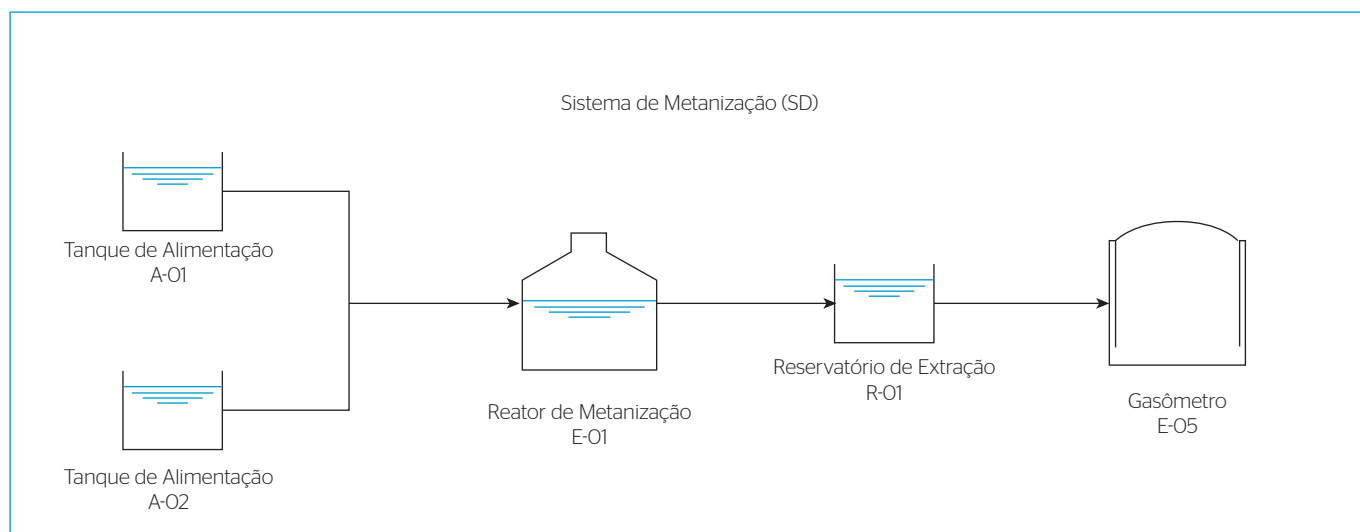 Sistema de Metanização (SD)
Tanque de Alimentação
A-01
Tanque de Alimentação
A-02
Reator de Metanização
E-01
Reservatório de Extração
R-01
Gasômetro
E-05